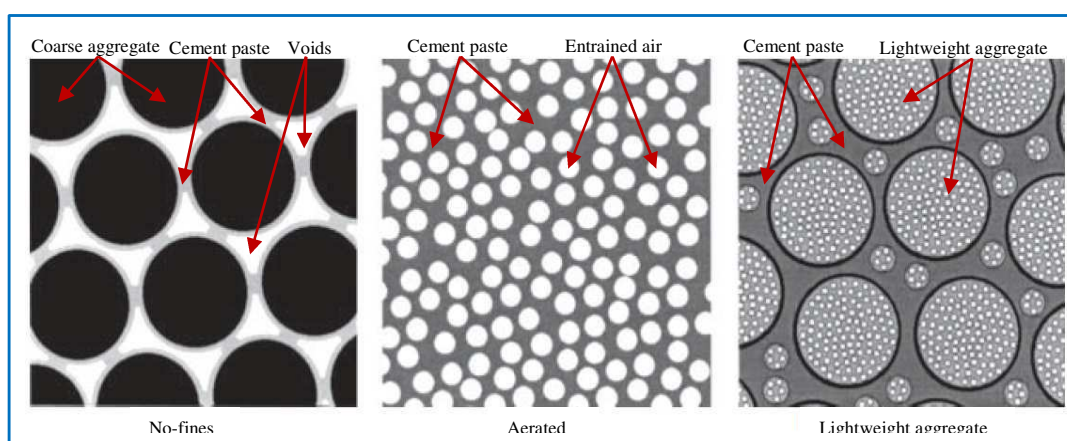 Coarse aggregate Cement paste Voids
Cement paste Entrained air
Cement paste Lightweight aggregate
No-fines
Aerated
Lightweight aggregate